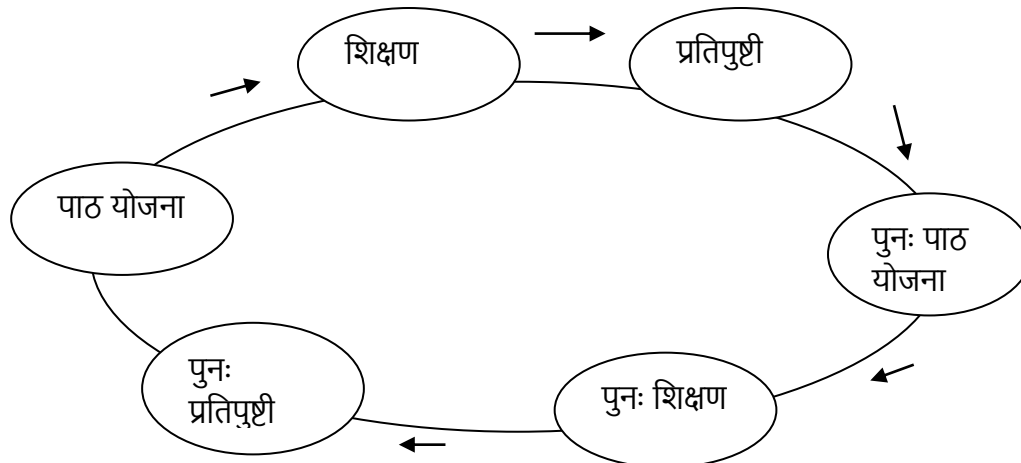 शिक्षण
प्रतिपुष्टी
पाठ योजना
पुनः पाठ
योजना
पुनः शिक्षण
पुनः
प्रतिपुष्टी